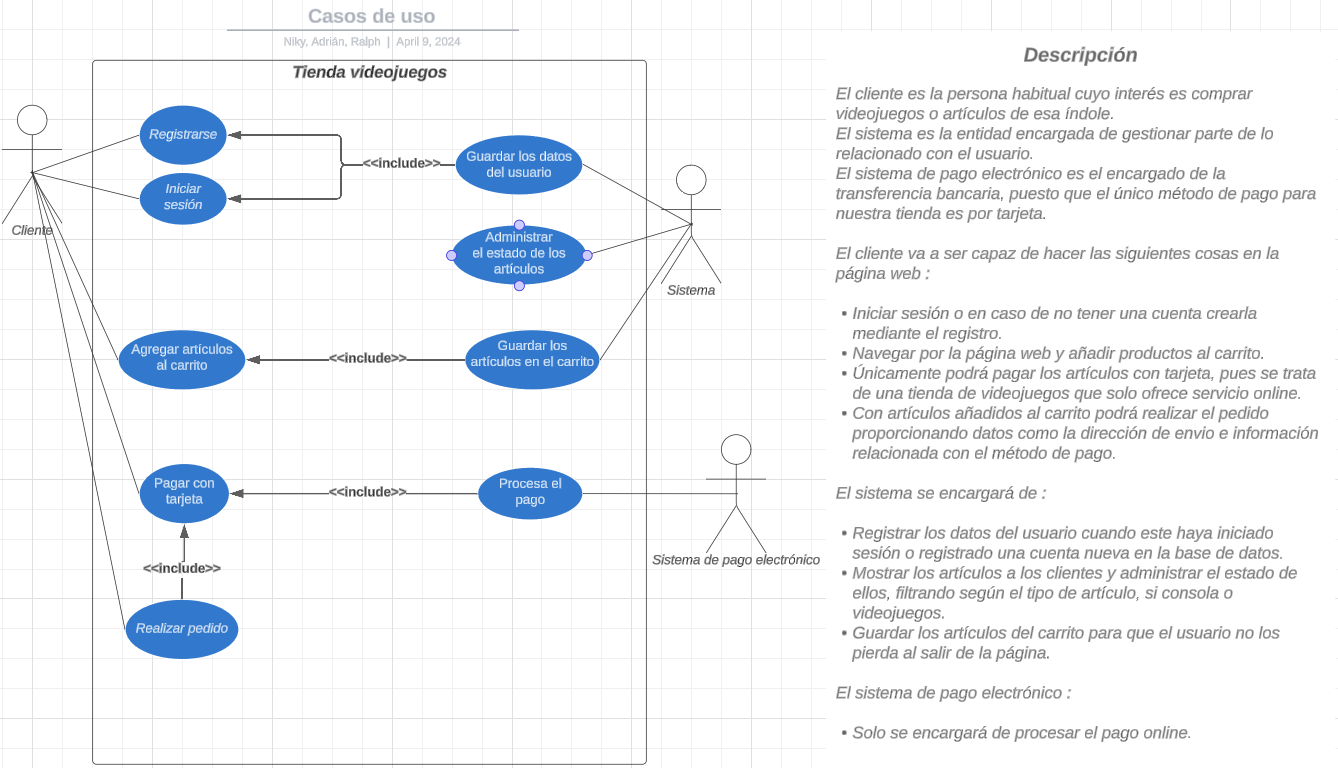 Casos de uso
Niky, Adrián, Ralph | April 9, 2024
Tienda videojuegos
Registrarse
Iniciar
sesión
Cliente
<<include>>
Guardar los datos
del usuario
Administrar
el estado de los
artículos
Sistema
Agregar artículos
al carrito
<<include>>
Guardar los
artículos en el carrito
Pagar con
tarjeta
<<include>>
Procesa el
pago
Sistema de pago electrónico
<<include>>
Realizar pedido
Descripción
El cliente es la persona habitual cuyo interés es comprar
videojuegos o artículos de esa índole.
El sistema es la entidad encargada de gestionar parte de lo
relacionado con el usuario.
El sistema de pago electrónico es el encargado de la
transferencia bancaria, puesto que el único método de pago para
nuestra tienda es por tarjeta.
El cliente va a ser capaz de hacer las siguientes cosas en la
página web :
• Iniciar sesión o en caso de no tener una cuenta crearla
mediante el registro.
• Navegar por la página web y añadir productos al carrito.
• Únicamente podrá pagar los artículos con tarjeta, pues se trata
de una tienda de videojuegos que solo ofrece servicio online.
• Con artículos añadidos al carrito podrá realizar el pedido
proporcionando datos como la dirección de envio e información
relacionada con el método de pago.
El sistema se encargará de :
• Registrar los datos del usuario cuando este haya iniciado
sesión o registrado una cuenta nueva en la base de datos.
• Mostrar los artículos a los clientes y administrar el estado de
ellos, filtrando según el tipo de artículo, si consola o
videojuegos.
• Guardar los artículos del carrito para que el usuario no los
pierda al salir de la página.
El sistema de pago electrónico :
• Solo se encargará de procesar el pago online.